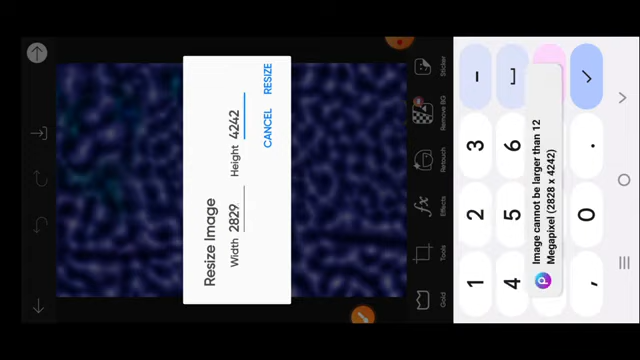 Resize Image
Width 2829 Height 4242
CANCEL RESIZE
Gold
Tools
fx
Effects
Retouch
Remove BG
Sticker
1 2 3 –
4 5 6
Image cannot be larger than 12
Megapixel (2828 x 4242)
, 0 .